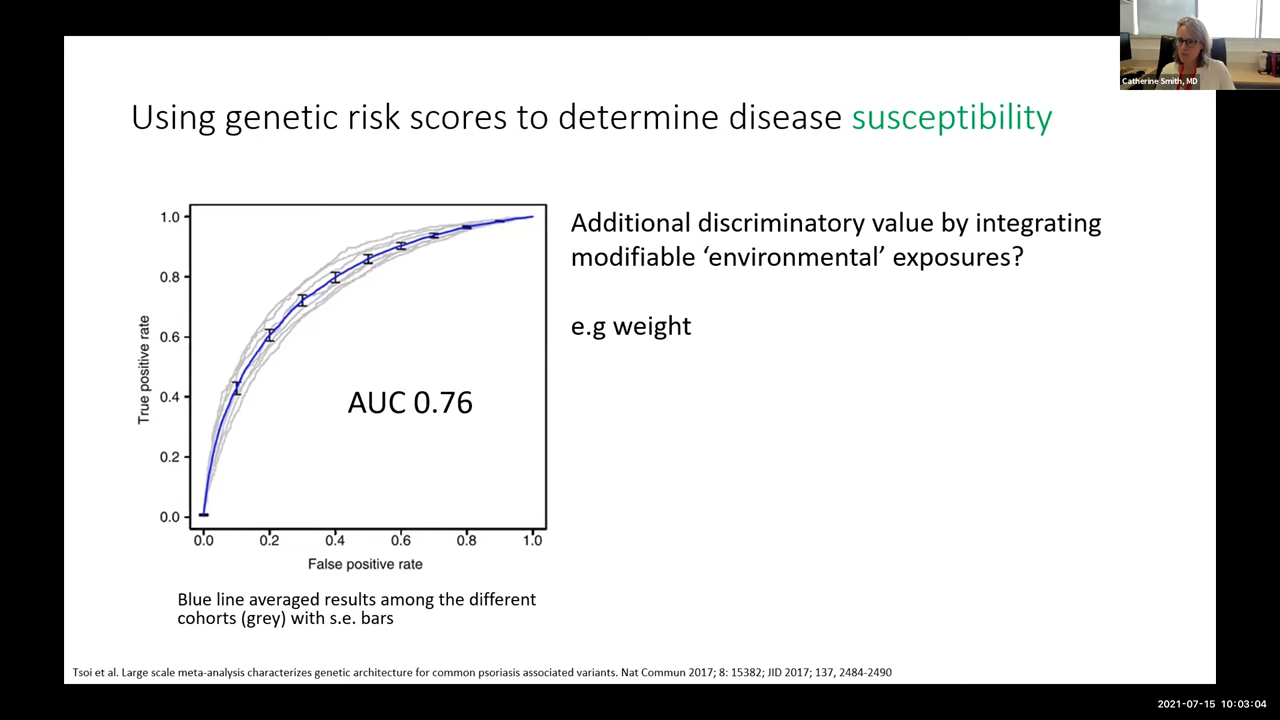 Catherine Smith, MD
Using genetic risk scores to determine disease susceptibility
1.0
0.8
0.6
0.4
0.2
0.0
True positive rate
AUC 0.76
0.0 0.2 0.4 0.6 0.8 1.0
False positive rate
Blue line averaged results among the different
cohorts (grey) with s.e. bars
Additional discriminatory value by integrating
modifiable ‘environmental’ exposures?
e.g weight
Tsoi et al. Large scale meta-analysis characterizes genetic architecture for common psoriasis associated variants. Nat Commun 2017; 8: 15382; JID 2017; 137, 2484-2490
2021-07-15 10:03:04